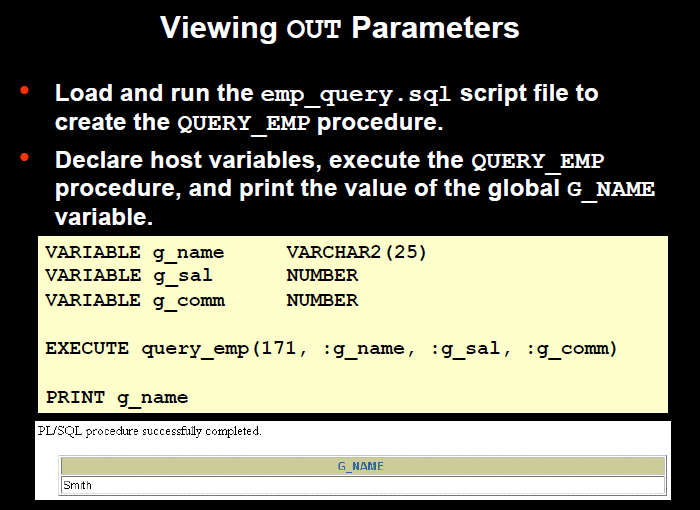 Viewing OUT Parameters
• Load and run the emp_query.sql script file to
create the QUERY_EMP procedure.
• Declare host variables, execute the QUERY_EMP
procedure, and print the value of the global G_NAME
variable.
VARIABLE g_name VARCHAR2(25)
VARIABLE g_sal NUMBER
VARIABLE g_comm NUMBER
EXECUTE query_emp(171, :g_name, :g_sal, :g_comm)
PRINT g_name
PL/SQL procedure successfully completed.
G_NAME
Smith